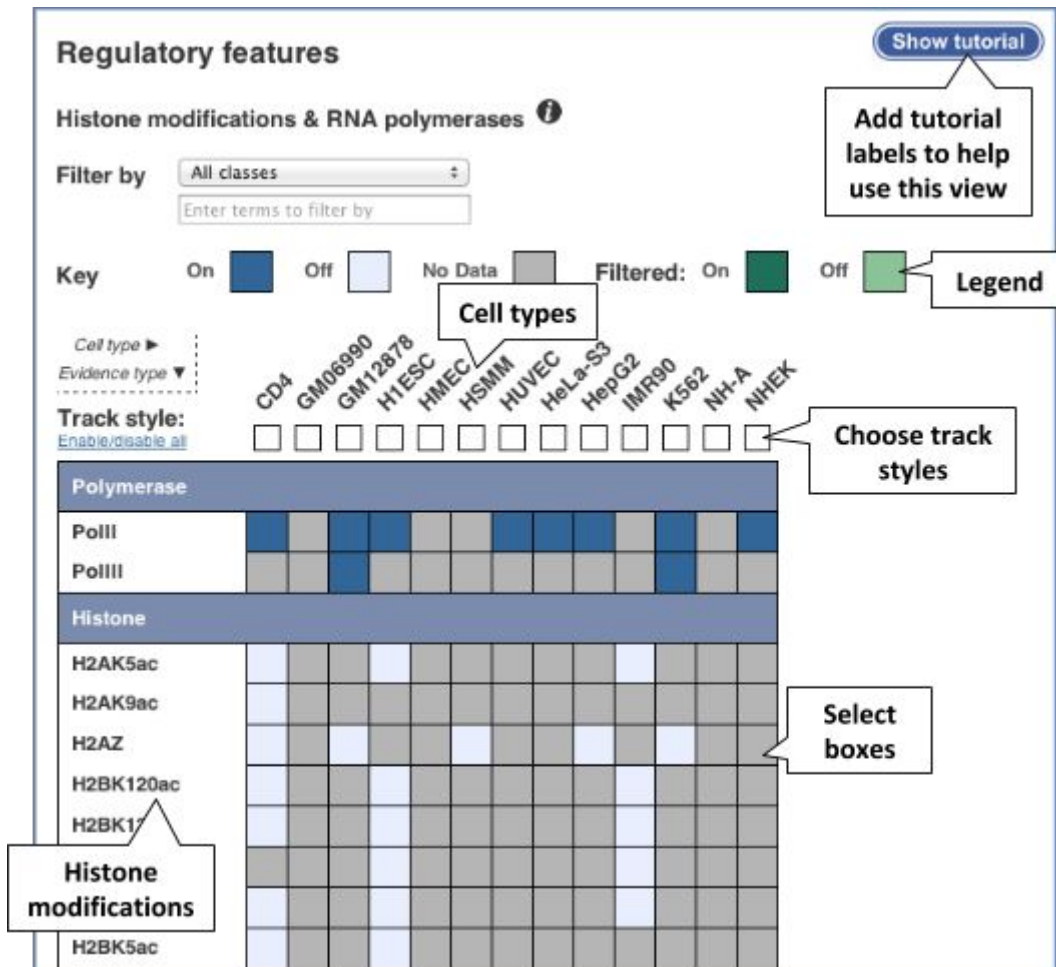 Regulatory features
Show tutorial
Add tutorial
labels to help
use this view
Histone modifications & RNA polymerases i
Filter by All classes
Enter terms to filter by
Key On Off No Data Filtered: On Off
Legend
Cell types
Cell type ►
Evidence type ▼
CD4 GM06990 GM12878 H1ESC HMEC HSMM HUVEC HeLa-S3 HepG2 IMR90 K562 NH-A NHEK
Track style:
Enable/disable all
Choose track
styles
Polymerase
PolII
PolIII
Histone
H2AK5ac
H2AK9ac
H2AZ
Select
boxes
H2BK120ac
H2BK12
Histone
modifications
H2BK5ac